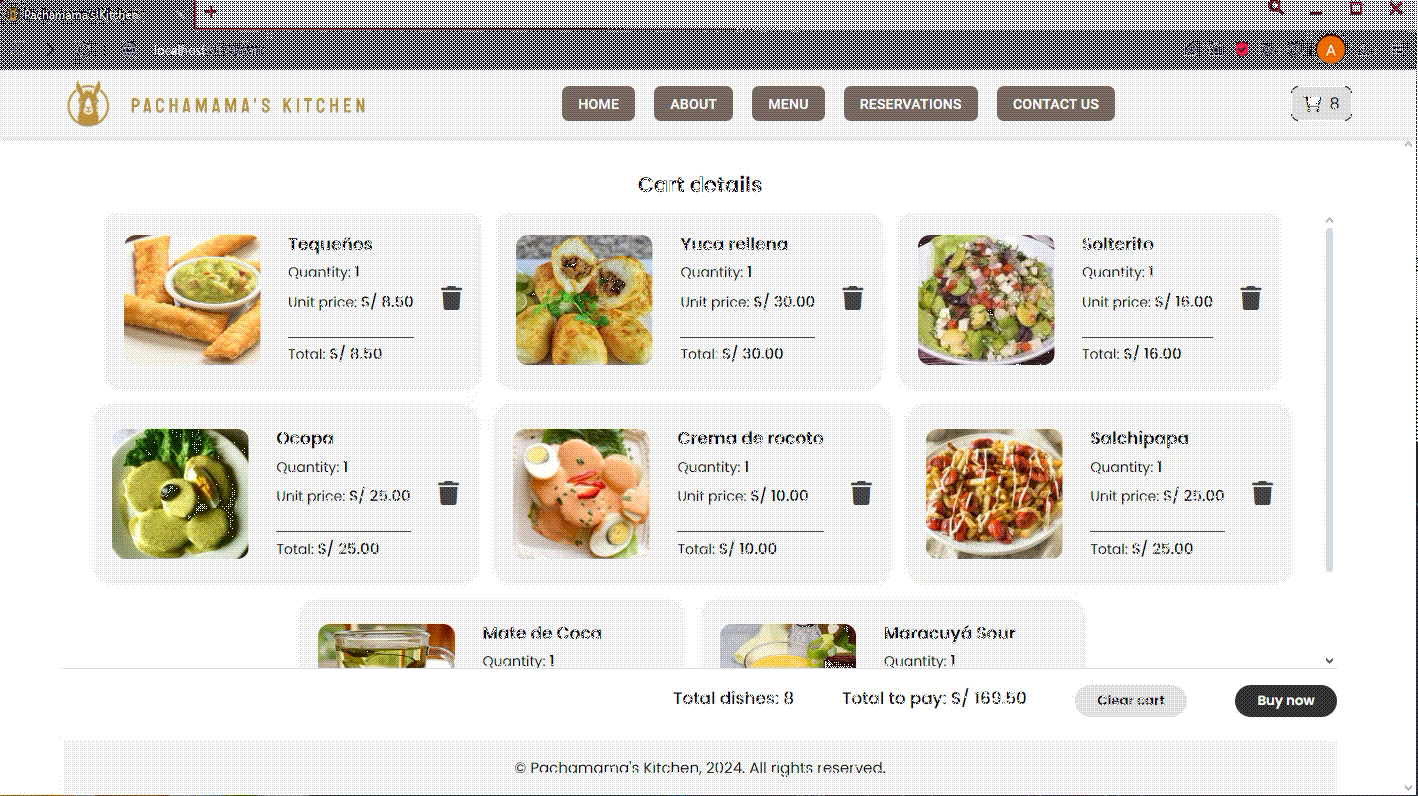 Pachamama's Kitchen
localhost
A
PACHAMAMA'S KITCHEN
HOME
ABOUT
MENU
RESERVATIONS
CONTACT US
8
Cart details
Tequeños
Quantity: 1
Unit price: S/ 8.50
Total: S/ 8.50
Yuca rellena
Quantity: 1
Unit price: S/ 30.00
Total: S/ 30.00
Solterito
Quantity: 1
Unit price: S/ 16.00
Total: S/ 16.00
Ocopa
Quantity: 1
Unit price: S/ 25.00
Total: S/ 25.00
Crema de rocoto
Quantity: 1
Unit price: S/ 10.00
Total: S/ 10.00
Salchipapa
Quantity: 1
Unit price: S/ 25.00
Total: S/ 25.00
Mate de Coca
Quantity: 1
Maracuyá Sour
Quantity: 1
Total dishes: 8
Total to pay: S/ 169.50
Clear cart
Buy now
© Pachamama's Kitchen, 2024. All rights reserved.